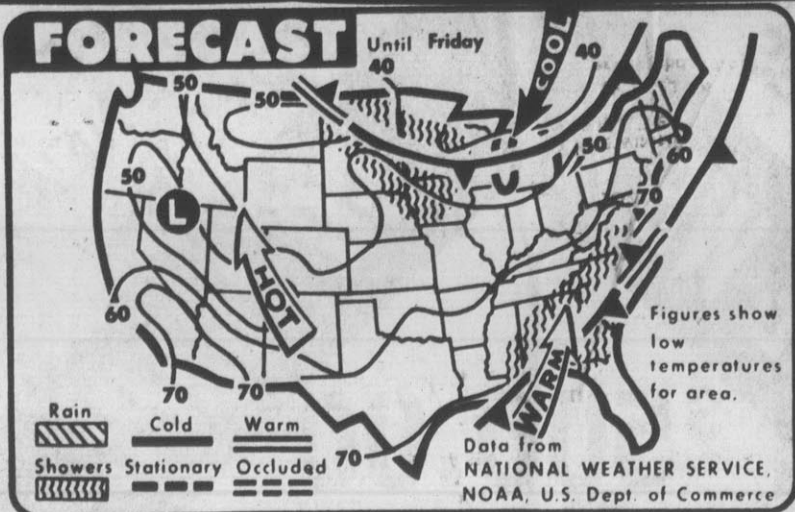 FORECAST
Until Friday
COOL
40
40
50
50
50
50
60
70
L
HOT
60
70
70
70
WARM
Figures show
low
temperatures
for area.
Rain
Cold
Warm
Showers
Stationary
Occluded
Data from
NATIONAL WEATHER SERVICE,
NOAA, U.S. Dept. of Commerce